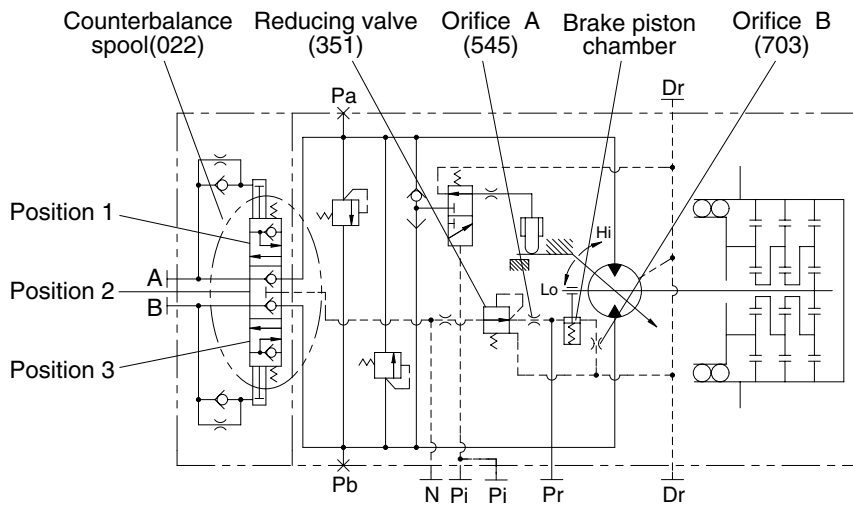 Counterbalance
spool(022)
Reducing valve
(351)
Orifice A
(545)
Brake piston
chamber
Orifice B
(703)
Pa
Dr
Position 1
Hi
A
Position 2
Lo
B
Position 3
Pb
N
Pi
Pi
Pr
Dr